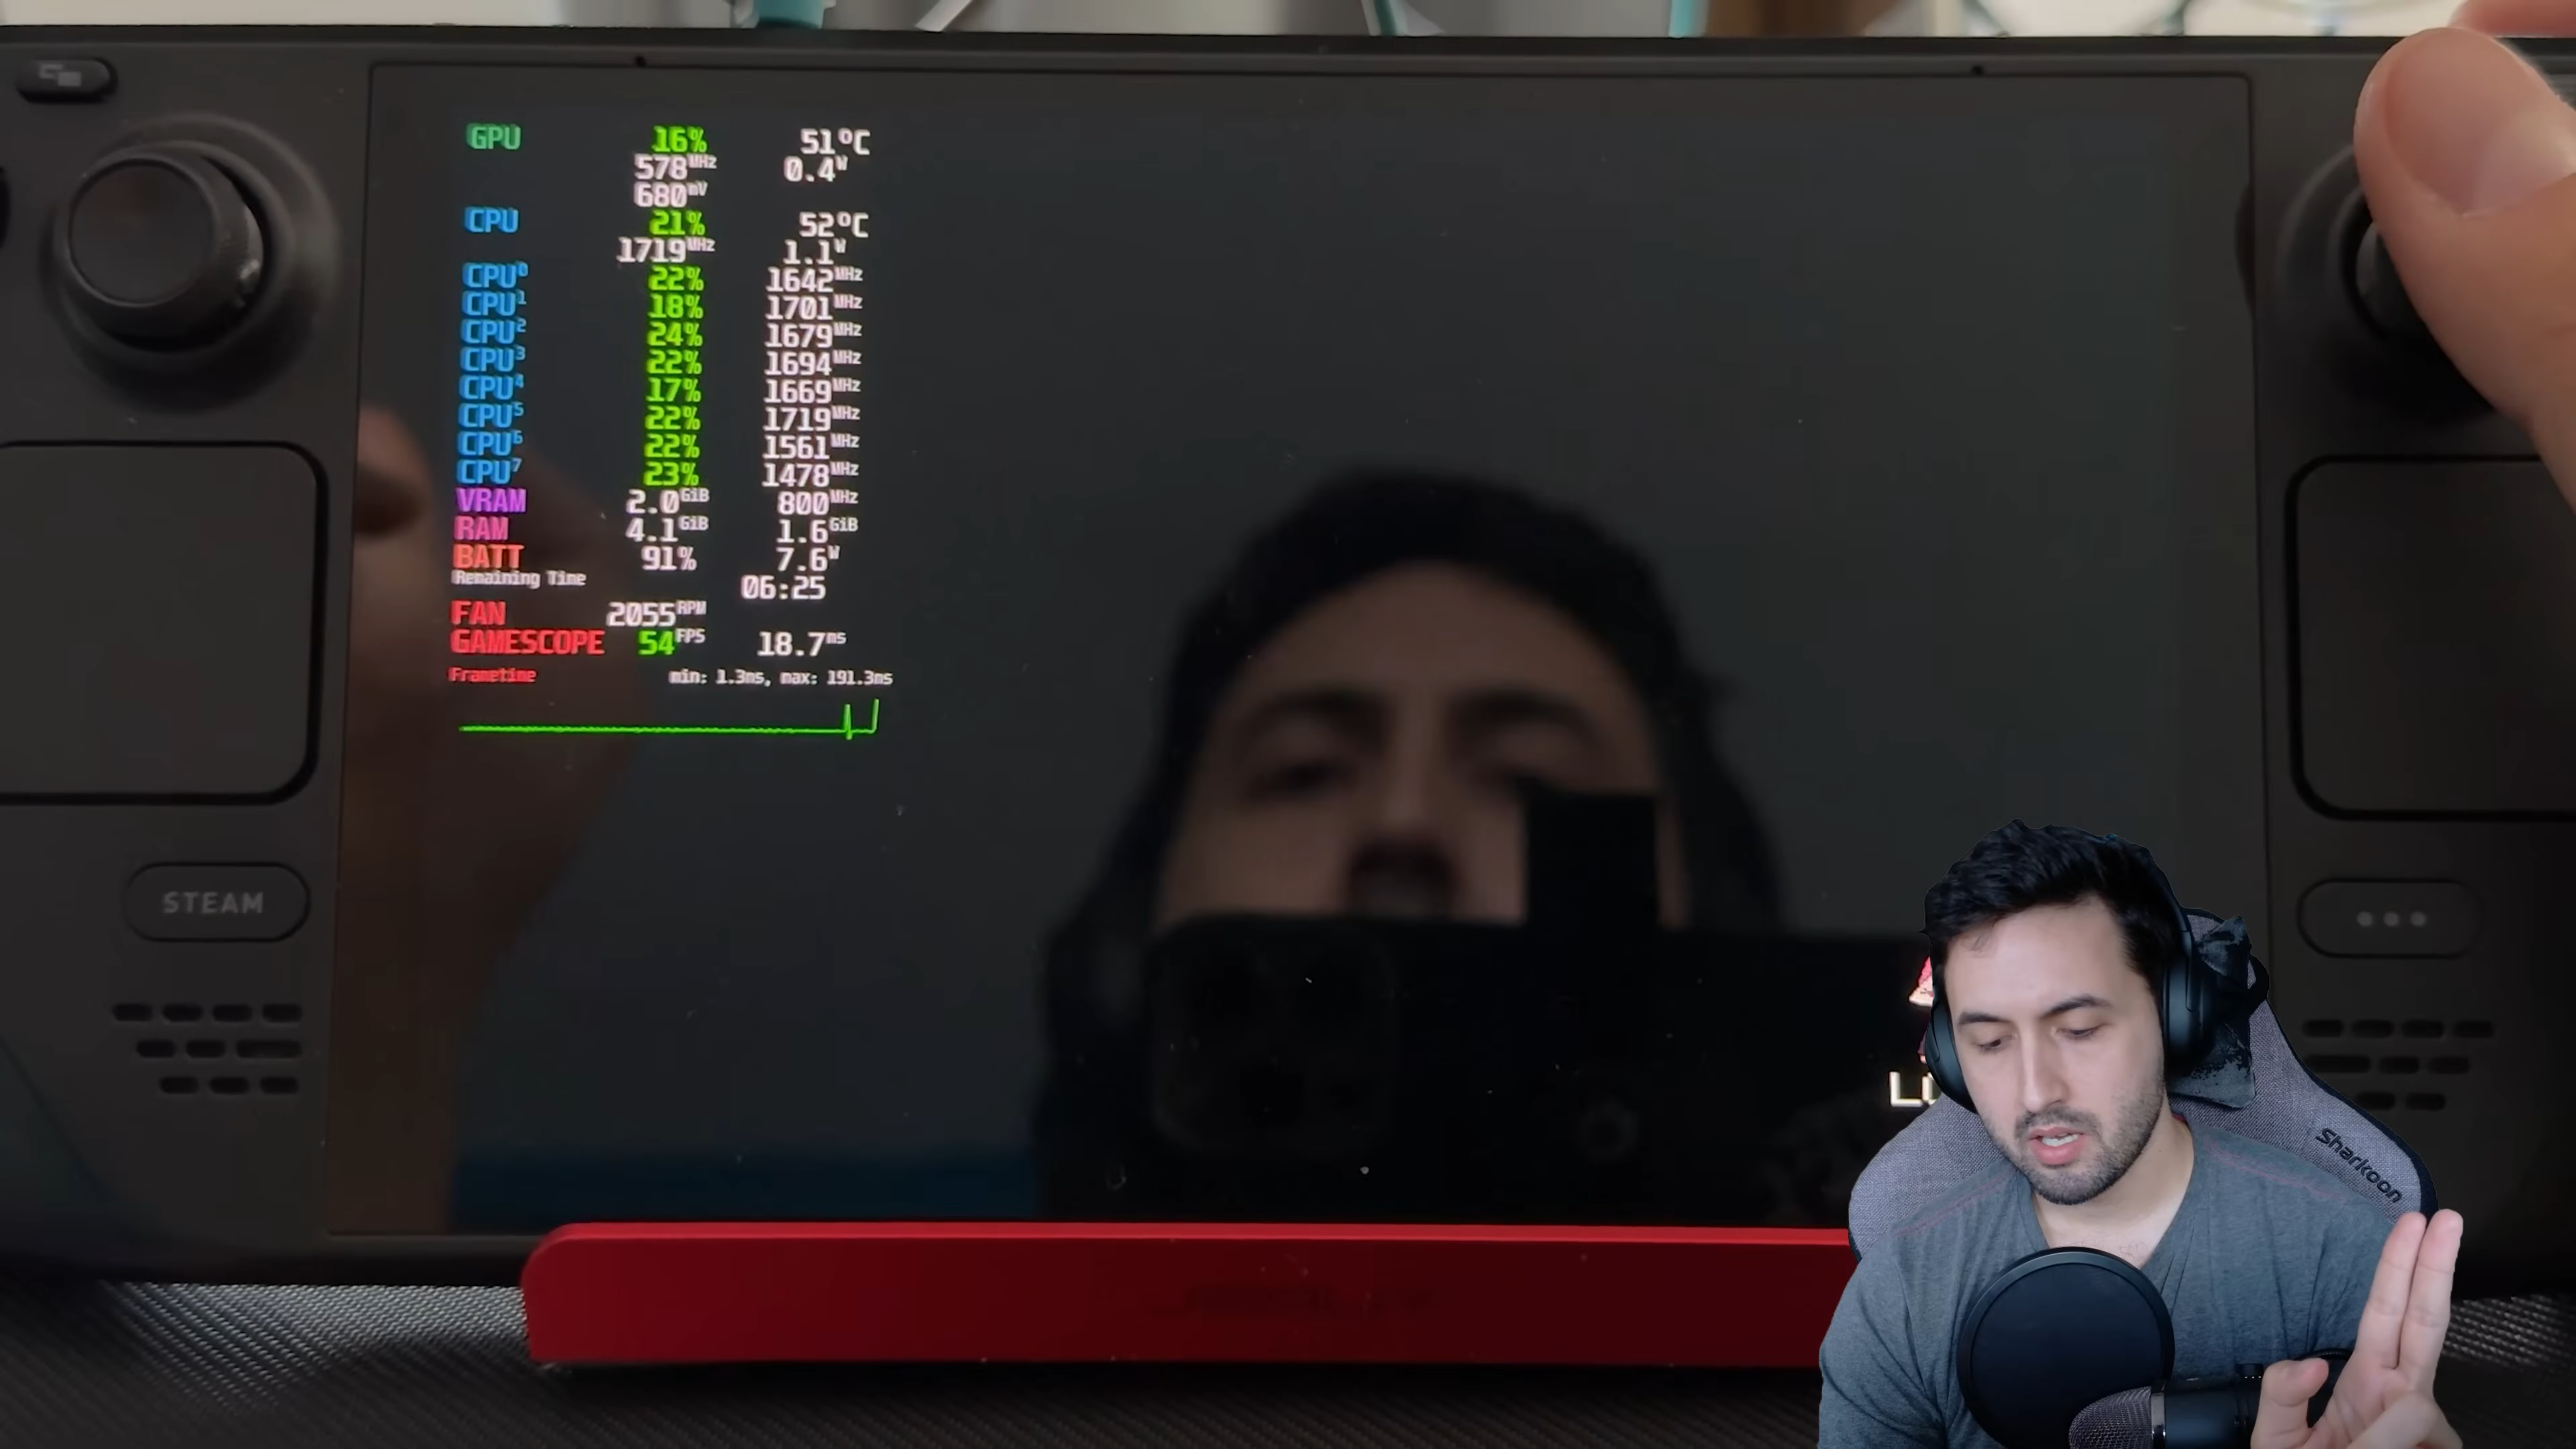 GPU 16% 51°C
578MHz 0.4W
680mV
CPU 21% 52°C
1719MHz 1.1W
CPU0 22% 1642MHz
CPU1 18% 1701MHz
CPU2 24% 1679MHz
CPU3 22% 1694MHz
CPU4 17% 1669MHz
CPU5 22% 1719MHz
CPU6 22% 1561MHz
CPU7 23% 1478MHz
VRAM 2.0GiB 800MHz
RAM 4.1GiB 1.6GiB
BATT 91% 7.6W
Remaining Time 06:25
FAN 2055RPM
GAMESCOPE 54FPS 18.7ms
Frametime min: 1.3ms, max: 191.3ms
STEAM
Sharkoon